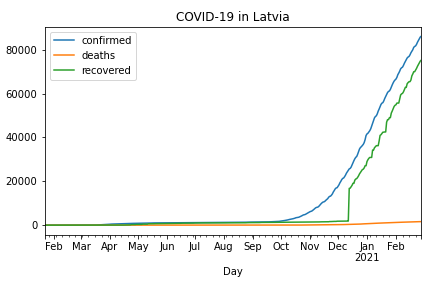 COVID-19 in Latvia
confirmed
deaths
recovered
80000
60000
40000
20000
0
Feb Mar Apr May Jun Jul Aug Sep Oct Nov Dec Jan Feb
2021
Day